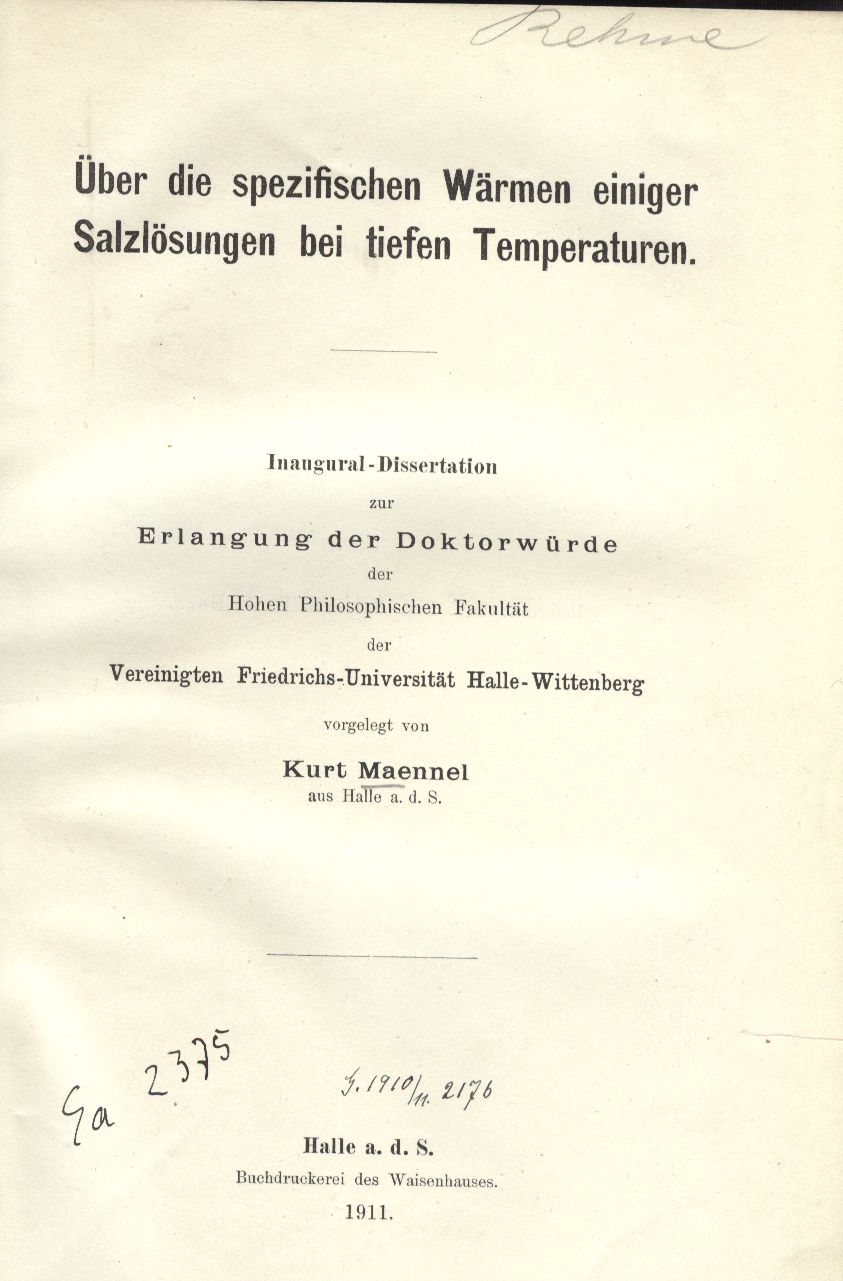 Rehme
Über die spezifischen Wärmen einiger
Salzlösungen bei tiefen Temperaturen.
Inaugural-Dissertation
zur
Erlangung der Doktorwürde
der
Hohen Philosophischen Fakultät
der
Vereinigten Friedrichs-Universität Halle-Wittenberg
vorgelegt von
Kurt Maennel
aus Halle a. d. S.
Ga 2375
1910/11. 2176
Halle a. d. S.
Buchdruckerei des Waisenhauses.
1911.